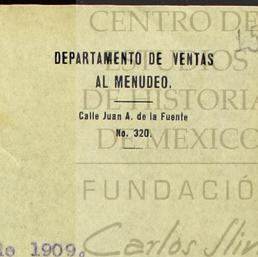 CENTRO DE
ESTUDIOS
DE HISTORIA
DE MEXICO
FUNDACIÓ
Carlos Sli
DEPARTAMENTO DE VENTAS
AL MENUDEO.
Calle Juan A. de la Fuente
No. 320.
1909.